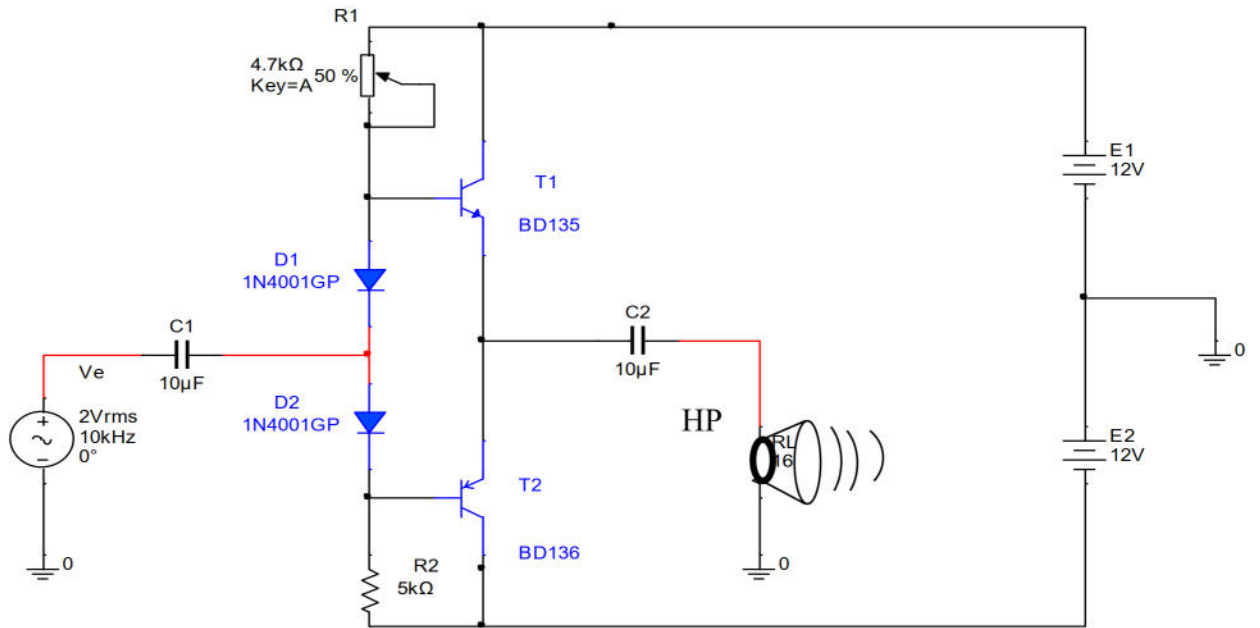 R1
4.7kΩ
50 %
Key=A
T1
BD135
E1
12V
D1
1N4001GP
C1
10µF
C2
10µF
0
Ve
2Vrms
10kHz
0°
D2
1N4001GP
HP
RL
16
E2
12V
T2
BD136
0
R2
5kΩ
0